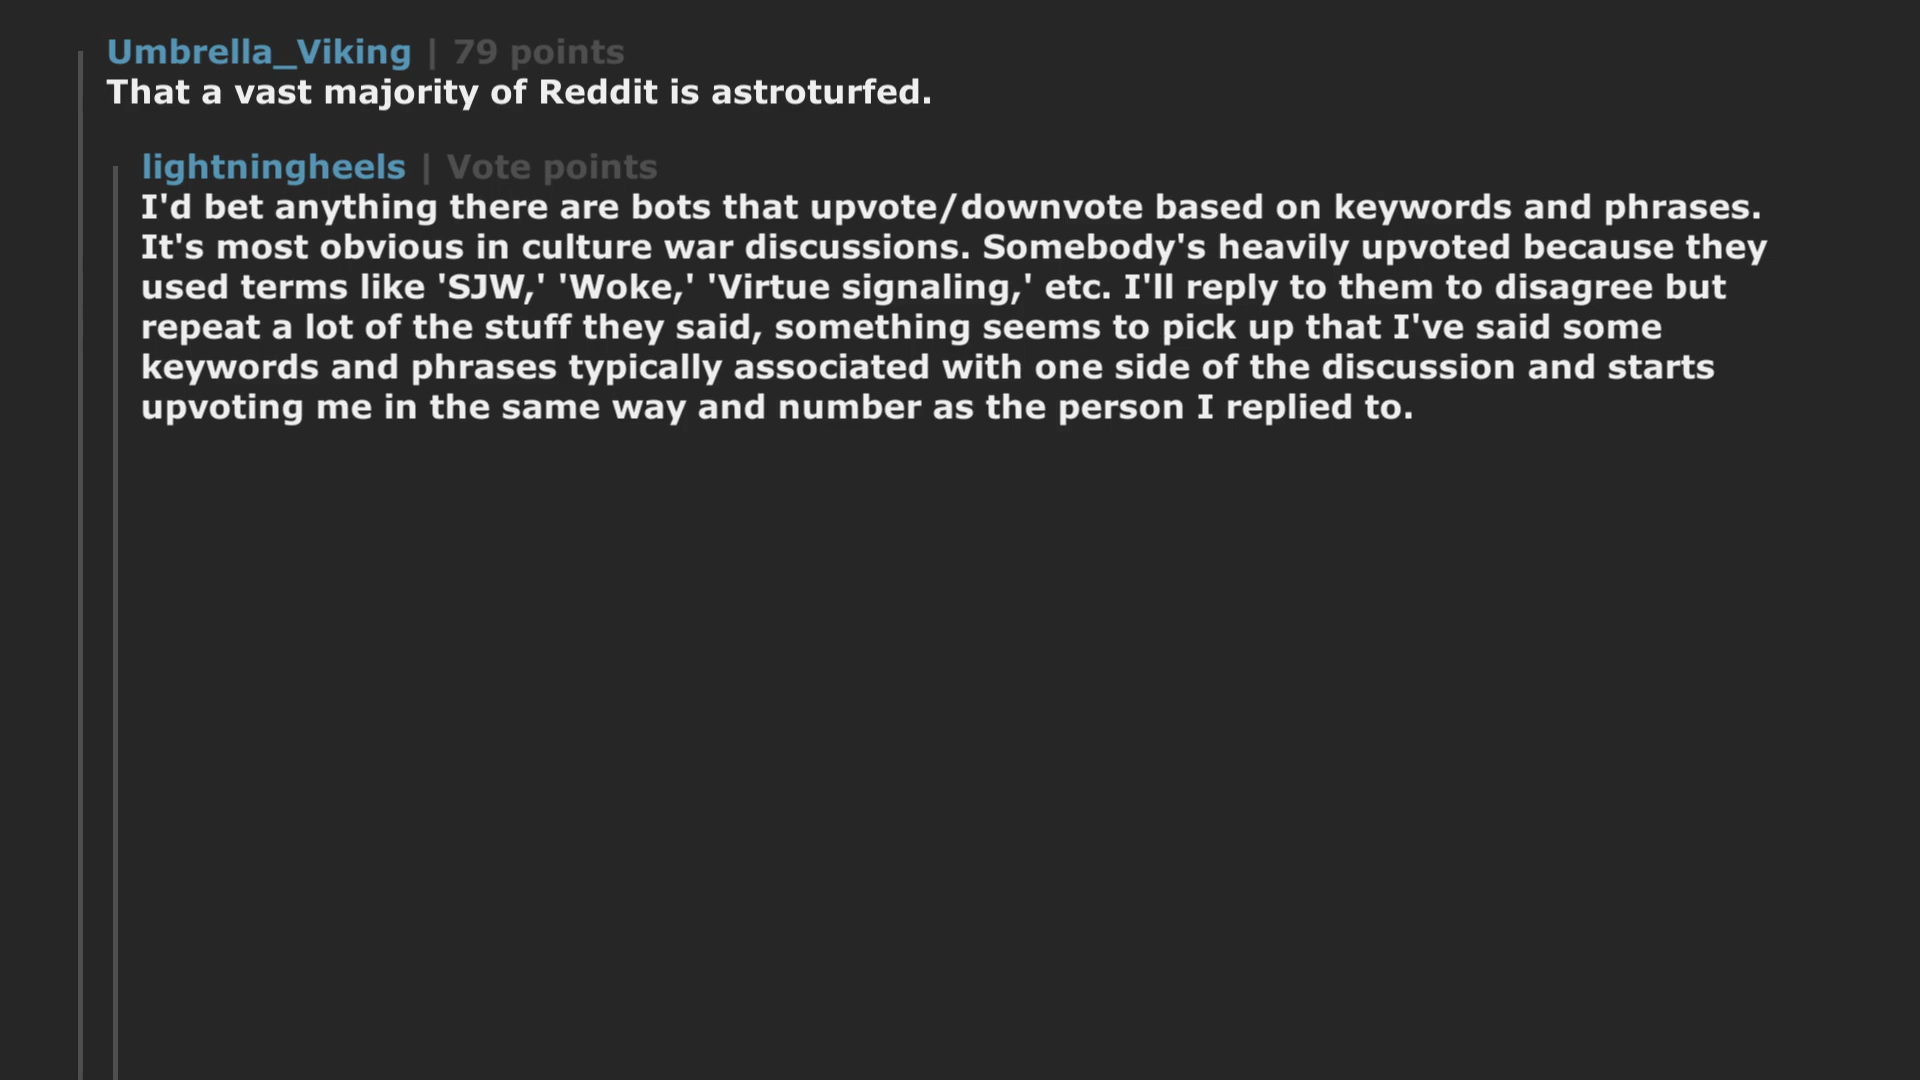 Umbrella_Viking | 79 points
That a vast majority of Reddit is astroturfed.
lightningheels | Vote points
I'd bet anything there are bots that upvote/downvote based on keywords and phrases.
It's most obvious in culture war discussions. Somebody's heavily upvoted because they
used terms like 'SJW,' 'Woke,' 'Virtue signaling,' etc. I'll reply to them to disagree but
repeat a lot of the stuff they said, something seems to pick up that I've said some
keywords and phrases typically associated with one side of the discussion and starts
upvoting me in the same way and number as the person I replied to.